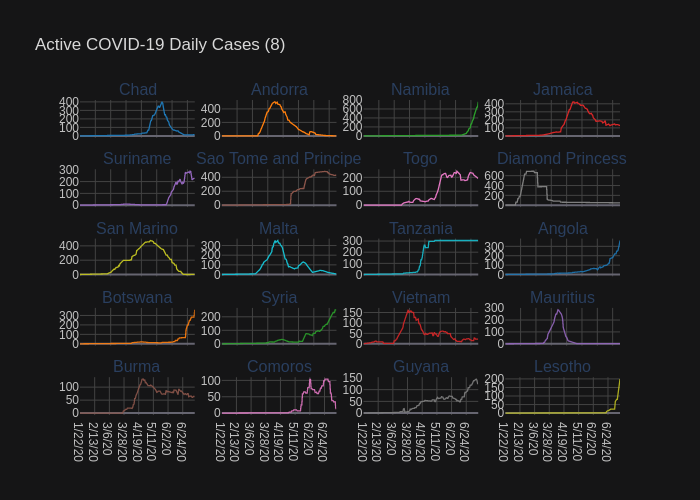 Active COVID-19 Daily Cases (8)
Chad Andorra Namibia Jamaica
400 300 200 100 0
400 200 0
800 600 400 200 0
400 300 200 100 0
Suriname Sao Tome and Principe Togo Diamond Princess
300 200 100 0
400 200 0
200 100 0
600 400 200 0
San Marino Malta Tanzania Angola
400 200 0
300 200 100 0
300 200 100 0
300 200 100 0
Botswana Syria Vietnam Mauritius
300 200 100 0
200 100 0
150 100 50 0
300 200 100 0
Burma Comoros Guyana Lesotho
100 50 0
100 50 0
150 100 50 0
200 150 100 50 0
1/22/20 2/13/20 3/6/20 3/28/20 4/19/20 5/11/20 6/2/20 6/24/20
1/22/20 2/13/20 3/6/20 3/28/20 4/19/20 5/11/20 6/2/20 6/24/20
1/22/20 2/13/20 3/6/20 3/28/20 4/19/20 5/11/20 6/2/20 6/24/20
1/22/20 2/13/20 3/6/20 3/28/20 4/19/20 5/11/20 6/2/20 6/24/20